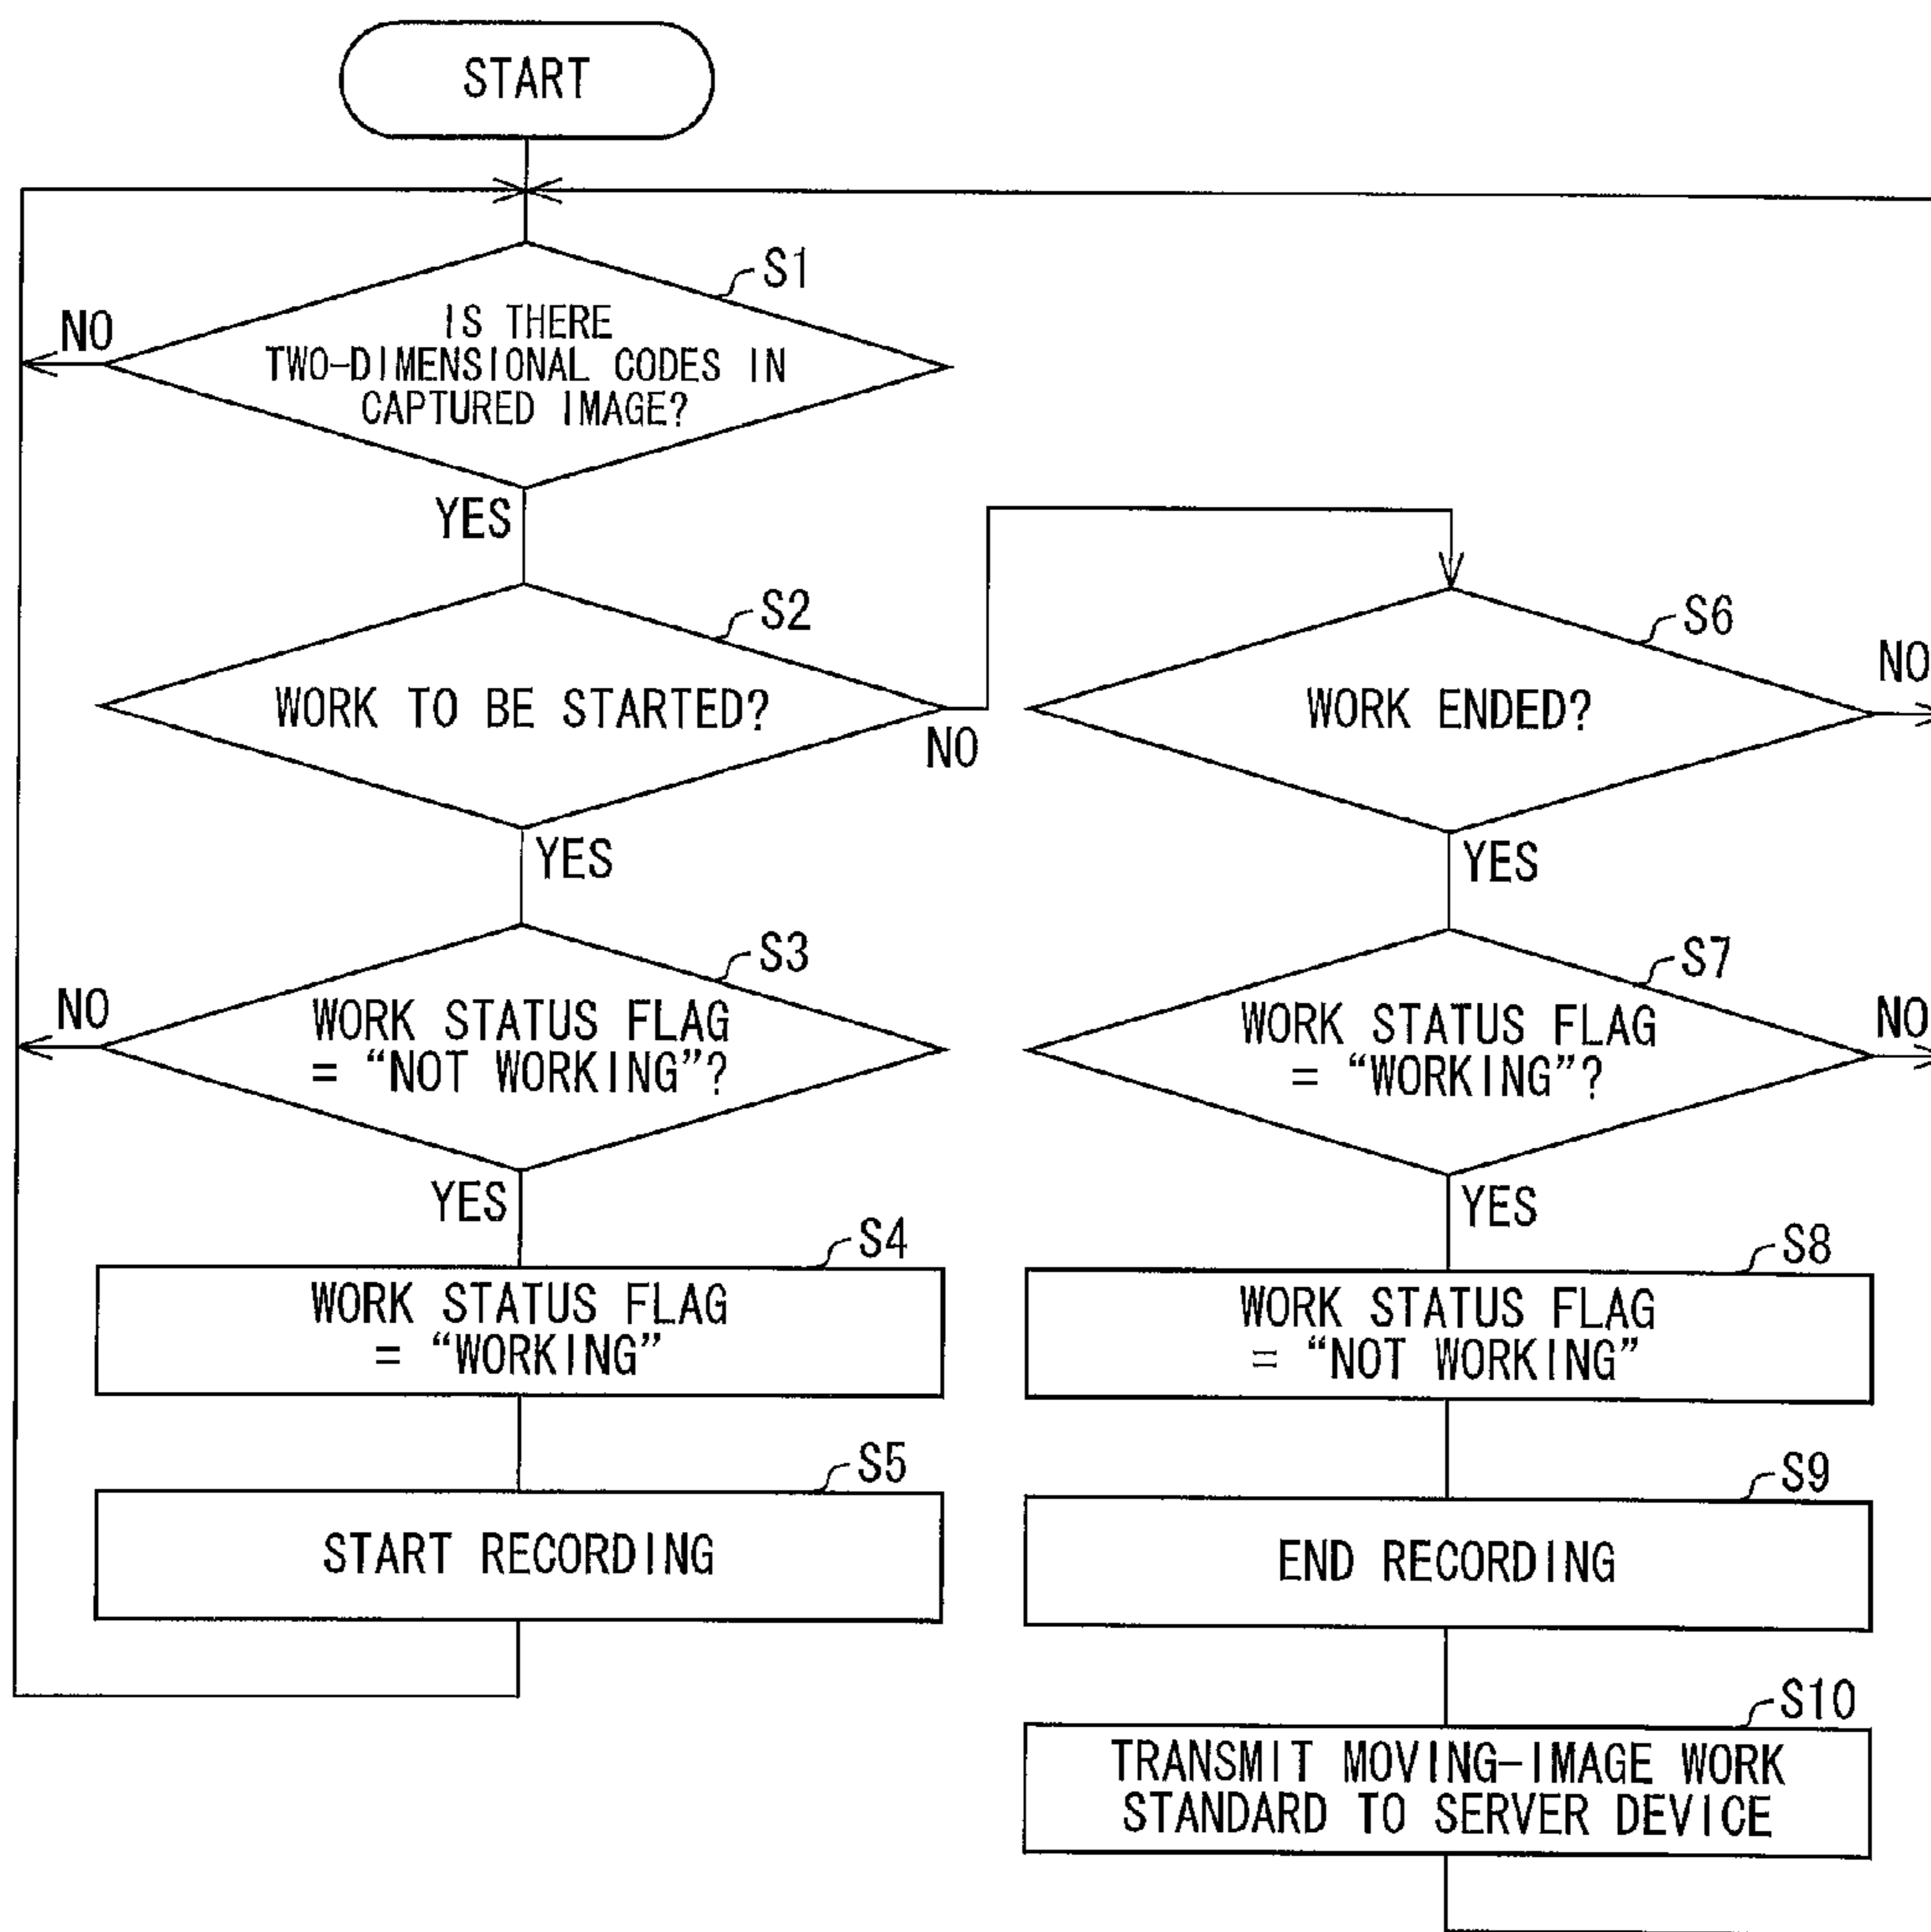 START
S1
IS THERE
TWO-DIMENSIONAL CODES IN
CAPTURED IMAGE?
NO
YES
S2
WORK TO BE STARTED?
NO
YES
S3
WORK STATUS FLAG
= “NOT WORKING”?
NO
YES
S4
WORK STATUS FLAG
= “WORKING”
S5
START RECORDING
S6
WORK ENDED?
NO
YES
S7
WORK STATUS FLAG
= “WORKING”?
NO
YES
S8
WORK STATUS FLAG
= “NOT WORKING”
S9
END RECORDING
S10
TRANSMIT MOVING-IMAGE WORK
STANDARD TO SERVER DEVICE